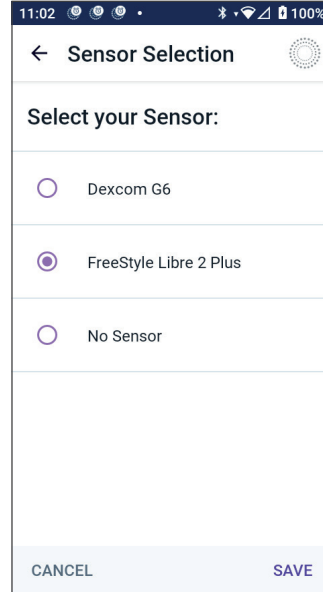 11:02 100%
Sensor Selection
Select your Sensor:
Dexcom G6
FreeStyle Libre 2 Plus
No Sensor
CANCEL SAVE